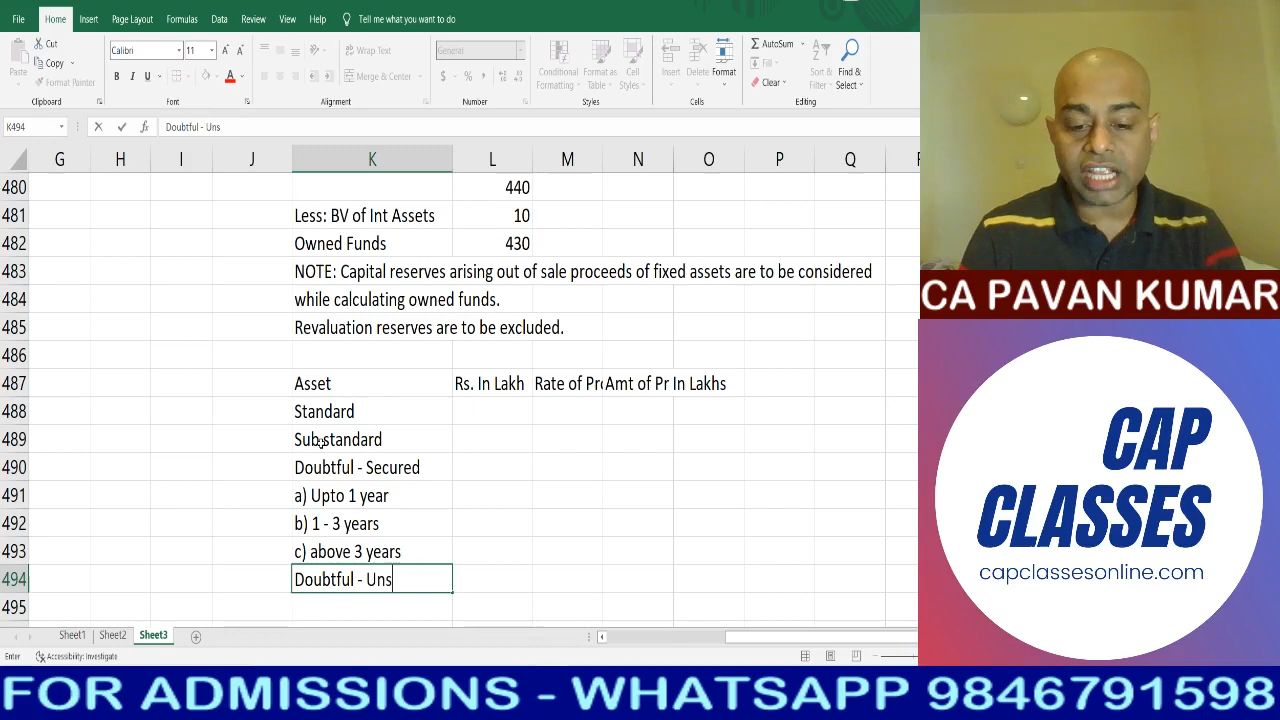 File Home Insert Page Layout Formulas Data Review View Help Tell me what you want to do
Paste
Cut
Copy
Format Painter
Clipboard
Calibri 11
B I U
A
Font
Wrap Text
Merge & Center
Alignment
General
$ % ,
Number
Conditional Formatting
Format as Table
Cell Styles
Styles
Insert Delete Format
Cells
AutoSum
Fill
Clear
Sort & Filter
Find & Select
Editing
K494 fx Doubtful - Uns
G H I J K L M N O P Q
480 440
481 Less: BV of Int Assets 10
482 Owned Funds 430
483 NOTE: Capital reserves arising out of sale proceeds of fixed assets are to be considered
484 while calculating owned funds.
485 Revaluation reserves are to be excluded.
486
487 Asset Rs. In Lakh Rate of Pr Amt of Pr In Lakhs
488 Standard
489 Substandard
490 Doubtful - Secured
491 a) Upto 1 year
492 b) 1 - 3 years
493 c) above 3 years
494 Doubtful - Uns
495
Sheet1 Sheet2 Sheet3
Enter Accessibility: Investigate
CA PAVAN KUMAR
CAP
CLASSES
capclassesonline.com
FOR ADMISSIONS - WHATSAPP 9846791598